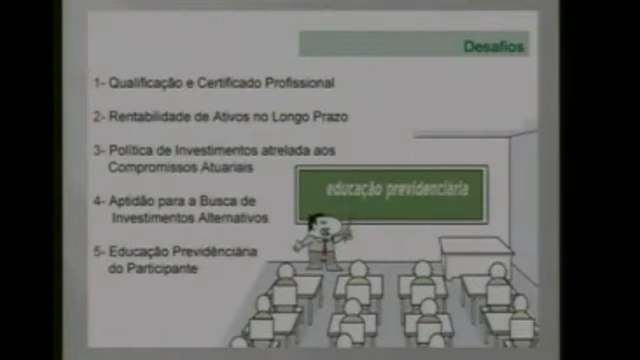 Desafios
1- Qualificação e Certificado Profissional
2- Rentabilidade de Ativos no Longo Prazo
3- Política de Investimentos atrelada aos
Compromissos Atuariais
4- Aptidão para a Busca de
Investimentos Alternativos
5- Educação Previdênciária
do Participante
educação previdenciária